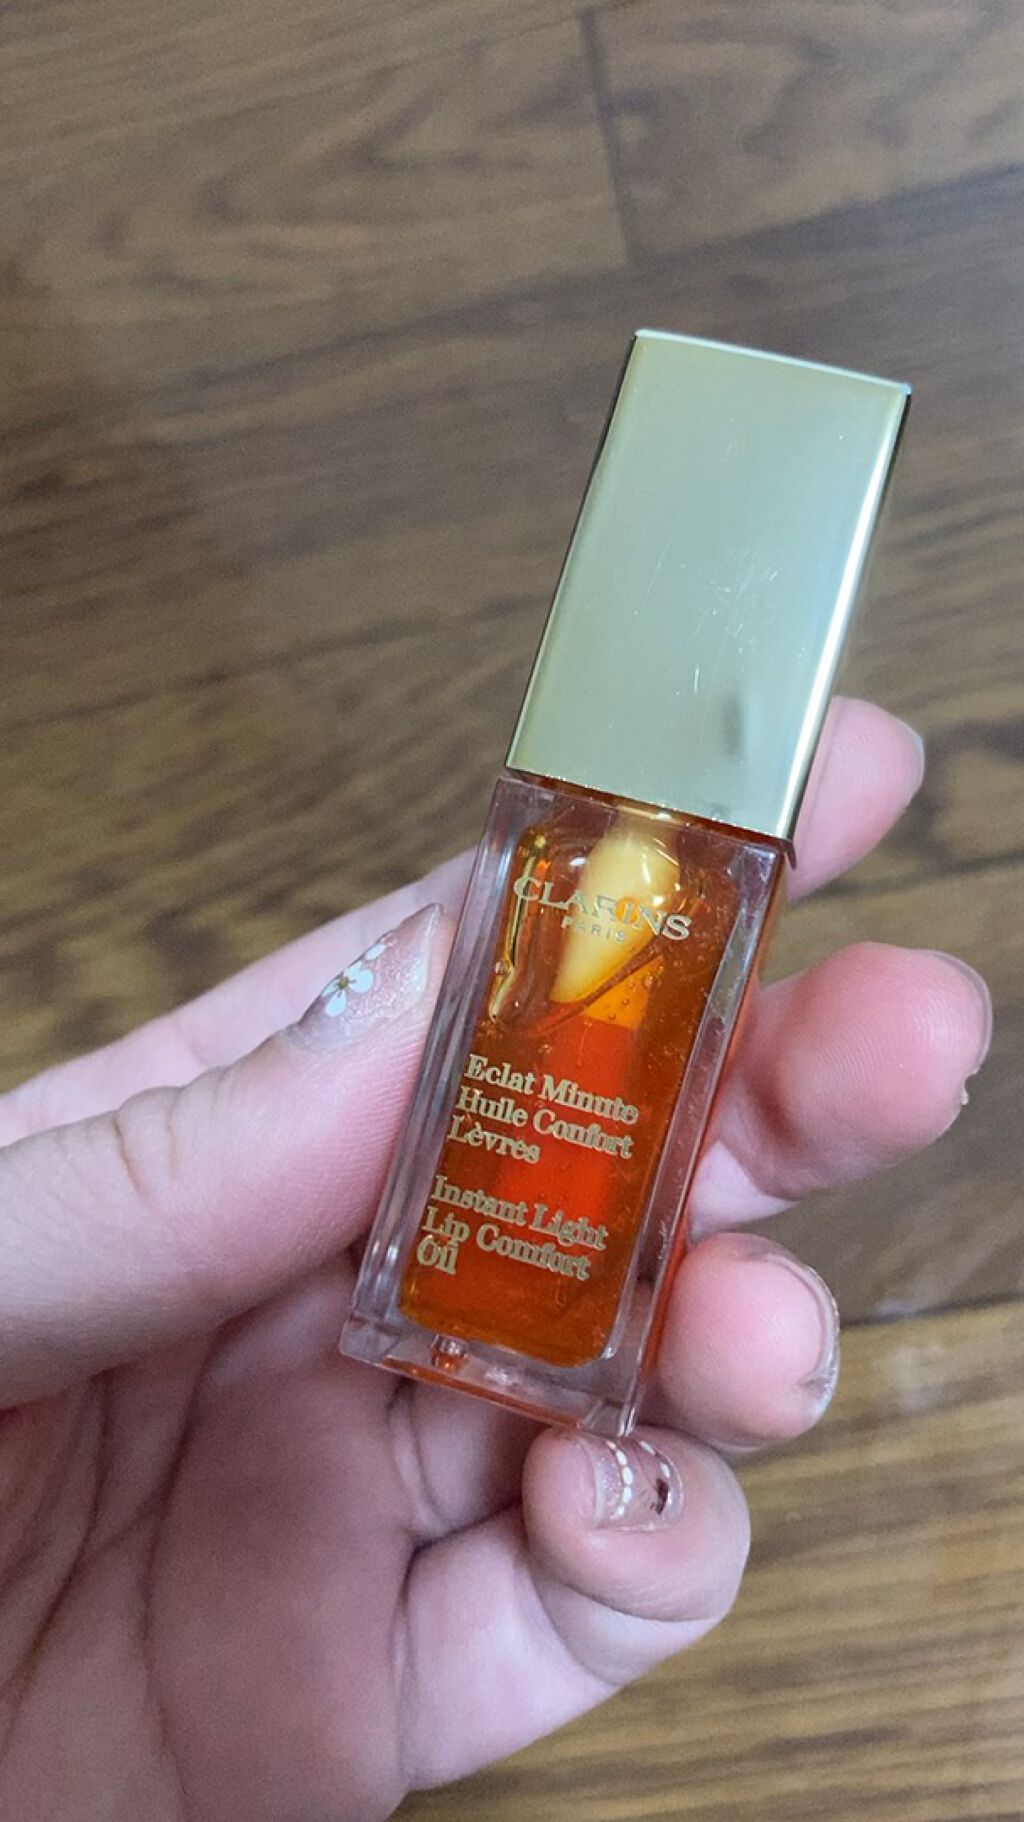 CLARINS
PARIS
Eclat Minute
Huile Confort
Lèvres
Instant Light
Lip Comfort
Oil